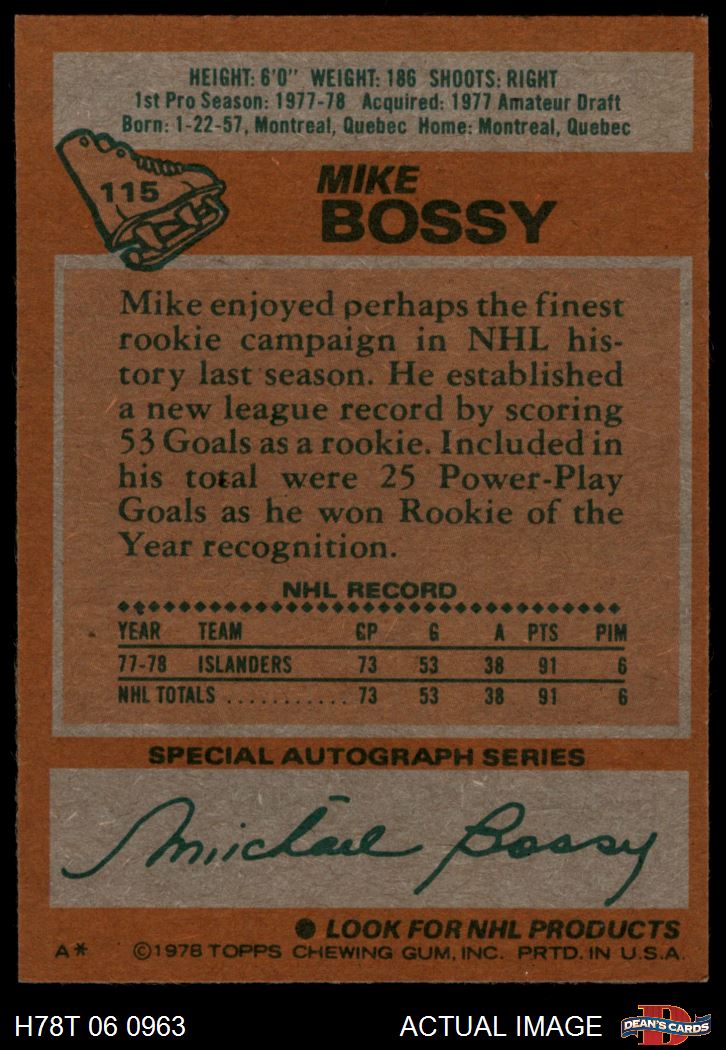 HEIGHT: 6'0" WEIGHT: 186 SHOOTS: RIGHT
1st Pro Season: 1977-78 Acquired: 1977 Amateur Draft
Born: 1-22-57, Montreal, Quebec Home: Montreal, Quebec
115
MIKE
BOSSY
Mike enjoyed perhaps the finest
rookie campaign in NHL his-
tory last season. He established
a new league record by scoring
53 Goals as a rookie. Included in
his total were 25 Power-Play
Goals as he won Rookie of the
Year recognition.
NHL RECORD
YEAR TEAM GP G A PTS PIM
77-78 ISLANDERS 73 53 38 91 6
NHL TOTALS ............ 73 53 38 91 6
SPECIAL AUTOGRAPH SERIES
Michael Bossy
● LOOK FOR NHL PRODUCTS
A* ©1978 TOPPS CHEWING GUM, INC. PRTD. IN U.S.A.
H78T 06 0963 ACTUAL IMAGE
D
DEAN'S CARDS